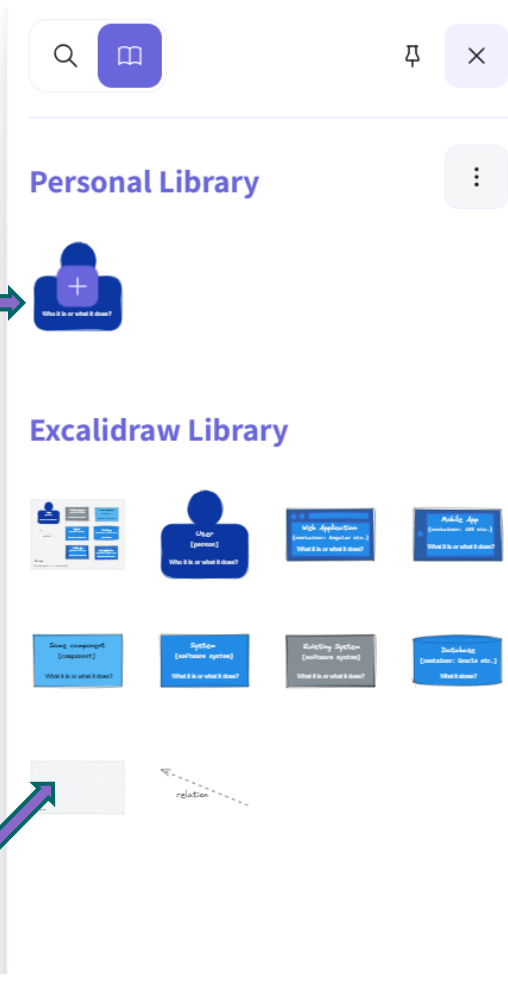 Personal Library
Who it is or what it does?
Excalidraw Library
User
[person]
Who it is or what it does?
Web Application
[container: Angular etc.]
What it is or what it does?
Mobile App
[container: iOS etc.]
What it is or what it does?
Some component
[component]
What it is or what it does?
System
[software system]
What it is or what it does?
Existing System
[software system]
What it is or what it does?
Database
[container: Oracle etc.]
What it stores?
relation